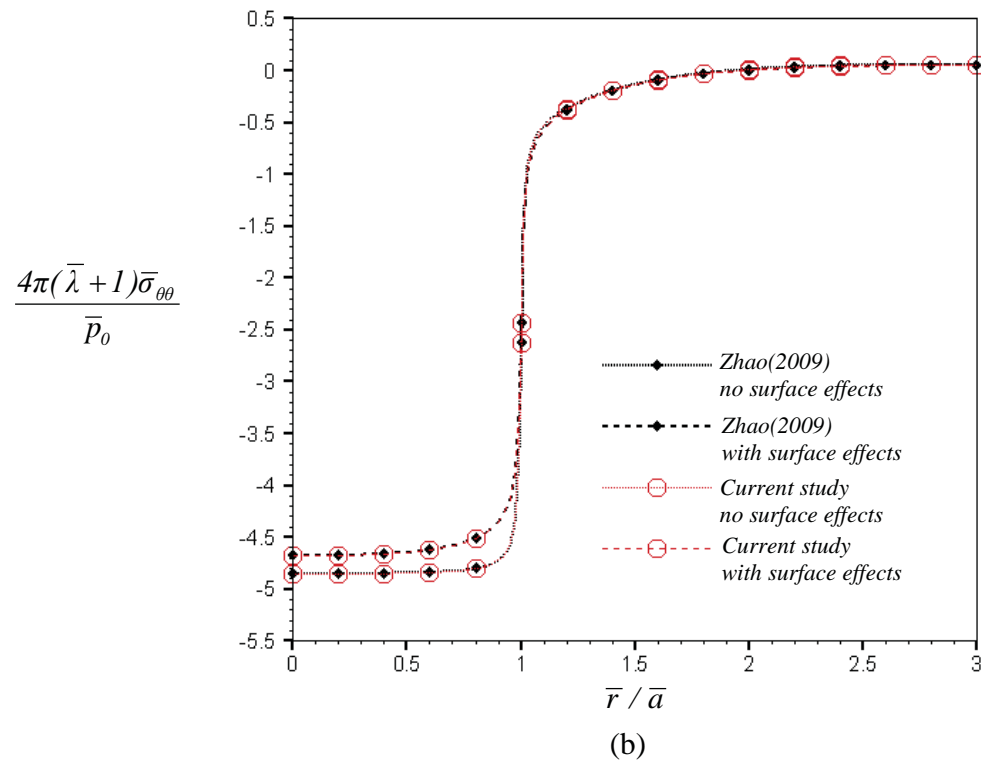 0.5
0
-0.5
-1
-1.5
-2
-2.5
-3
-3.5
-4
-4.5
-5
-5.5
4π(λ̅+1)σ̅θθ
p̅0
Zhao(2009)
no surface effects
Zhao(2009)
with surface effects
Current study
no surface effects
Current study
with surface effects
0 0.5 1 1.5 2 2.5 3
r̅ / a̅
(b)